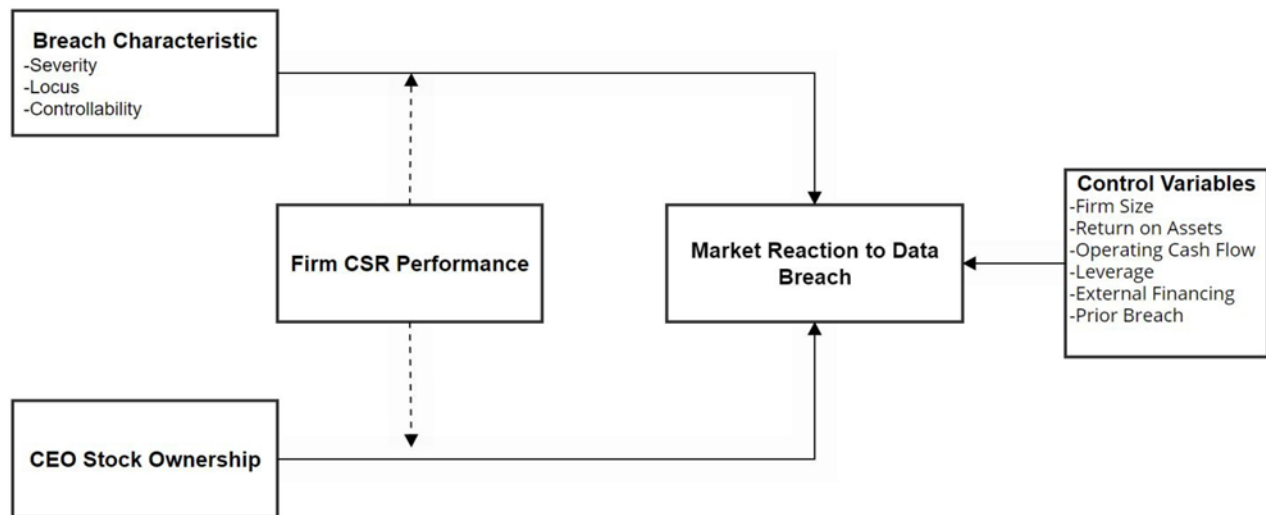 Breach Characteristic
-Severity
-Locus
-Controllability
Firm CSR Performance
CEO Stock Ownership
Market Reaction to Data
Breach
Control Variables
-Firm Size
-Return on Assets
-Operating Cash Flow
-Leverage
-External Financing
-Prior Breach